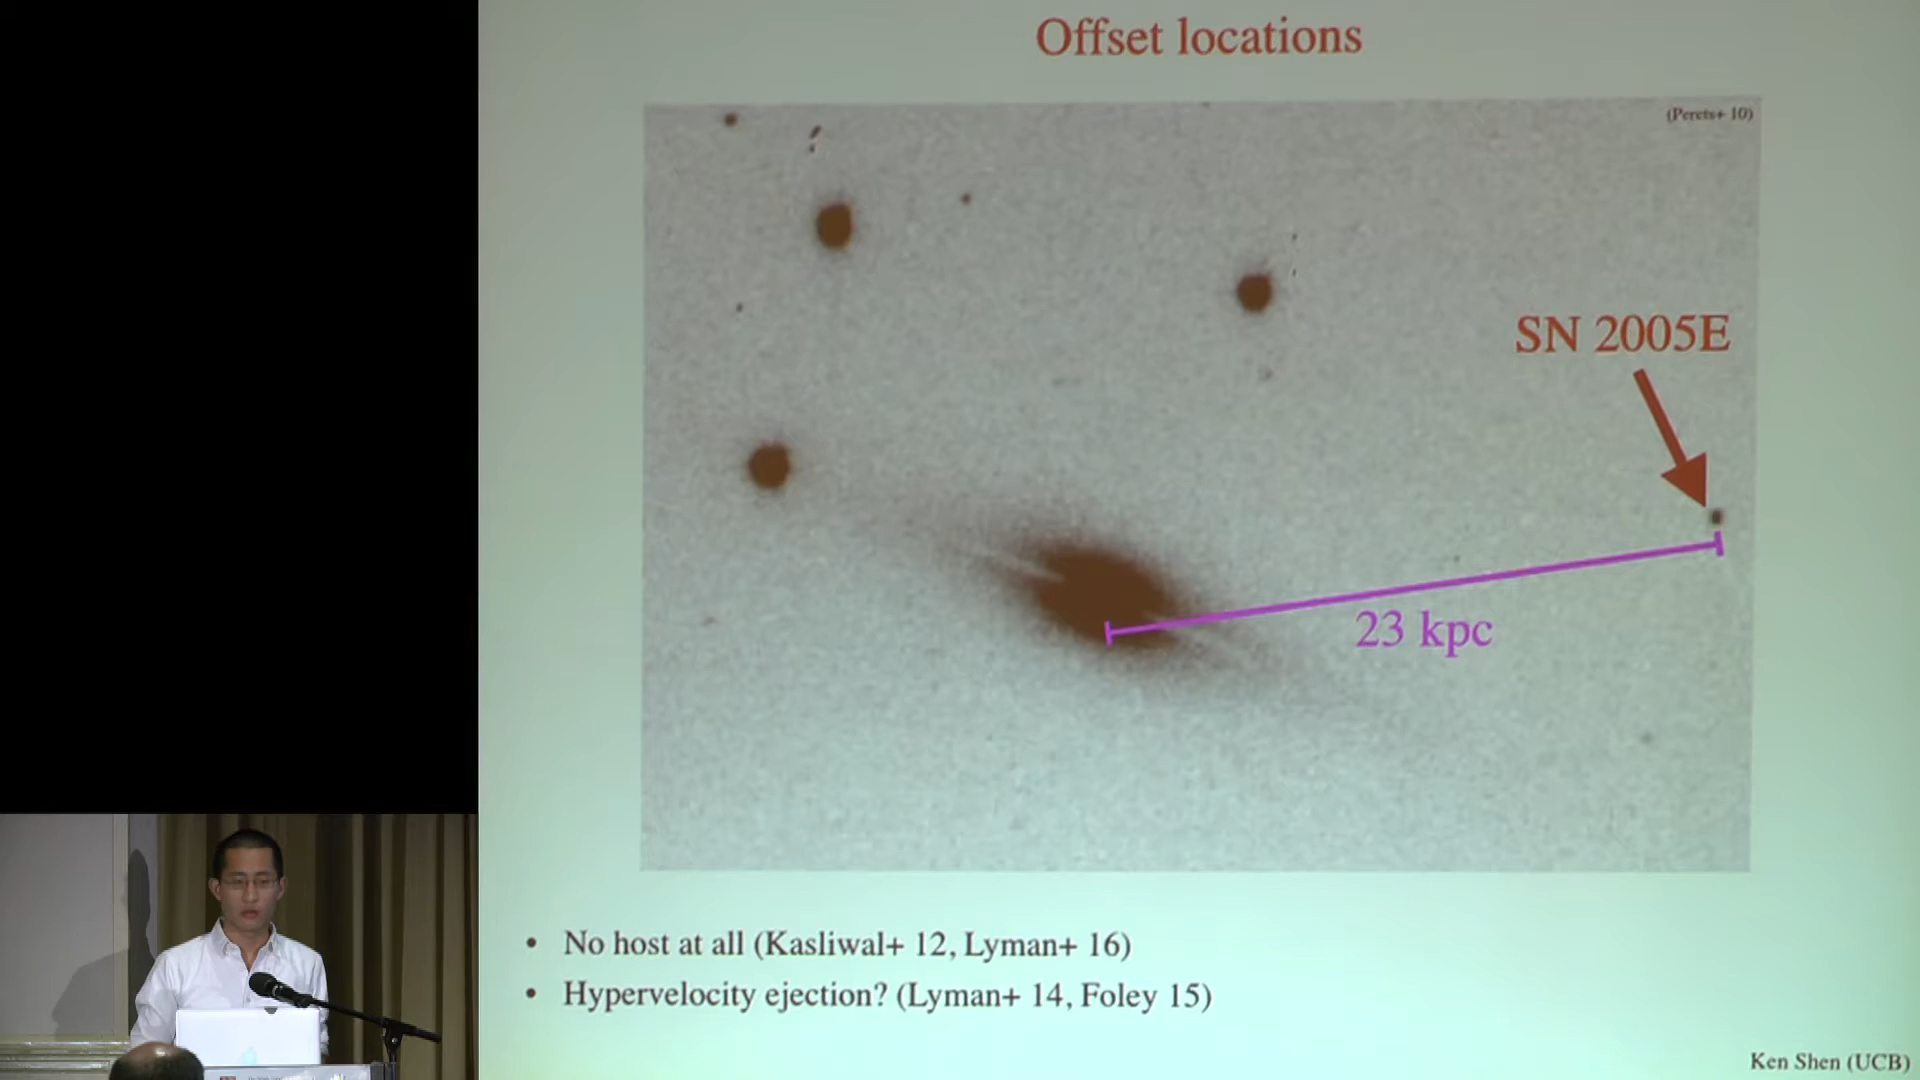 Offset locations
(Perets+ 10)
SN 2005E
23 kpc
• No host at all (Kasliwal+ 12, Lyman+ 16)
• Hypervelocity ejection? (Lyman+ 14, Foley 15)
Ken Shen (UCB)